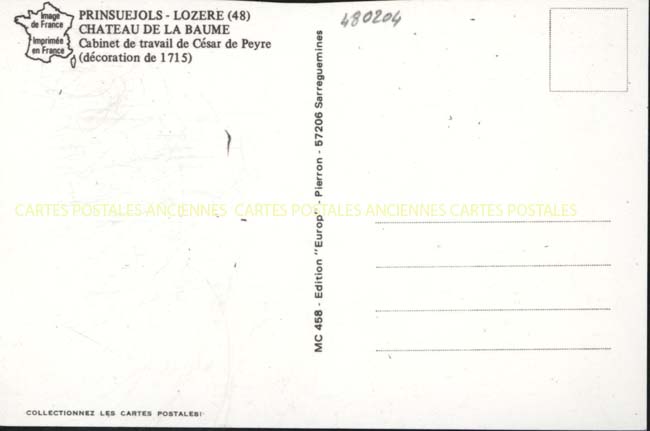 Image
de France
Imprimée
en France
PRINSUEJOLS - LOZERE (48)
CHATEAU DE LA BAUME
Cabinet de travail de César de Peyre
(décoration de 1715)
480204
MC 458 - Edition "Europ" - Pierron - 57206 Sarreguemines
CARTES POSTALES ANCIENNES CARTES POSTALES ANCIENNES CARTES POSTALES
COLLECTIONNEZ LES CARTES POSTALES!